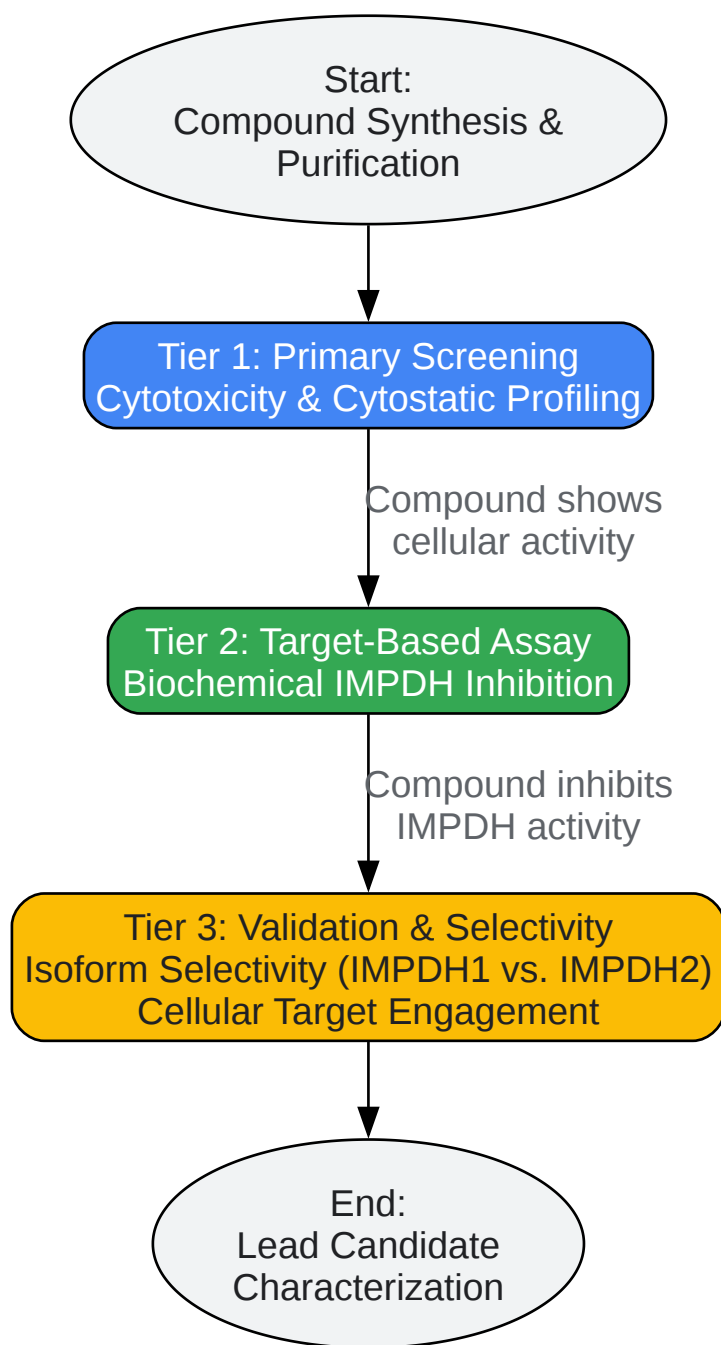 Start:
Compound Synthesis &
Purification
Tier 1: Primary Screening
Cytotoxicity & Cytostatic Profiling
Compound shows
cellular activity
Tier 2: Target-Based Assay
Biochemical IMPDH Inhibition
Compound inhibits
IMPDH activity
Tier 3: Validation & Selectivity
Isoform Selectivity (IMPDH1 vs. IMPDH2)
Cellular Target Engagement
End:
Lead Candidate
Characterization